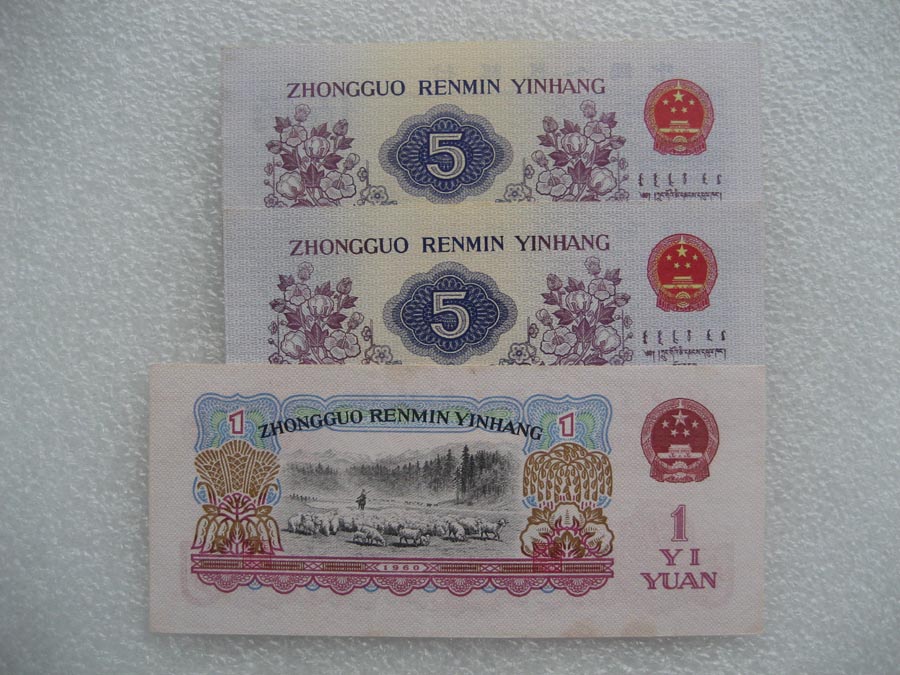 ZHONGGUO RENMIN YINHANG
5
ZHONGGUO RENMIN YINHANG
5
1 ZHONGGUO RENMIN YINHANG 1
1960
1
YI
YUAN